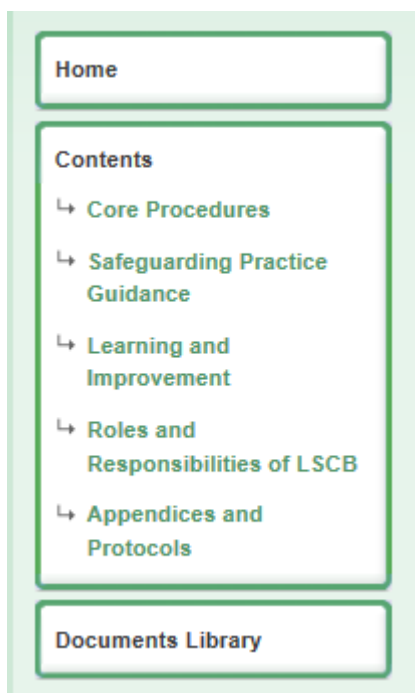 Home
Contents
Core Procedures
Safeguarding Practice
Guidance
Learning and
Improvement
Roles and
Responsibilities of LSCB
Appendices and
Protocols
Documents Library